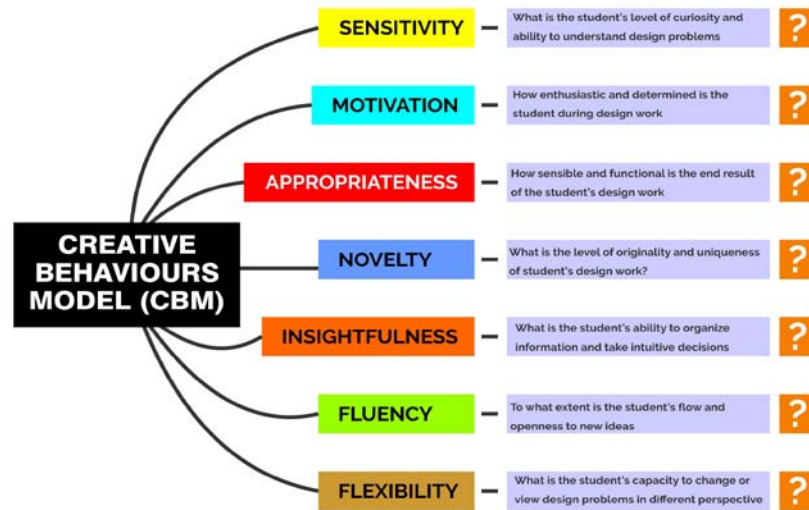 SENSITIVITY
What is the student's level of curiosity and
ability to understand design problems
?
MOTIVATION
How enthusiastic and determined is the
student during design work
?
APPROPRIATENESS
How sensible and functional is the end result
of the student's design work
?
CREATIVE
BEHAVIOURS
MODEL (CBM)
NOVELTY
What is the level of originality and uniqueness
of student's design work?
?
INSIGHTFULNESS
What is the student's ability to organize
information and take intuitive decisions
?
FLUENCY
To what extent is the student's flow and
openness to new ideas
?
FLEXIBILITY
What is the student's capacity to change or
view design problems in different perspective
?